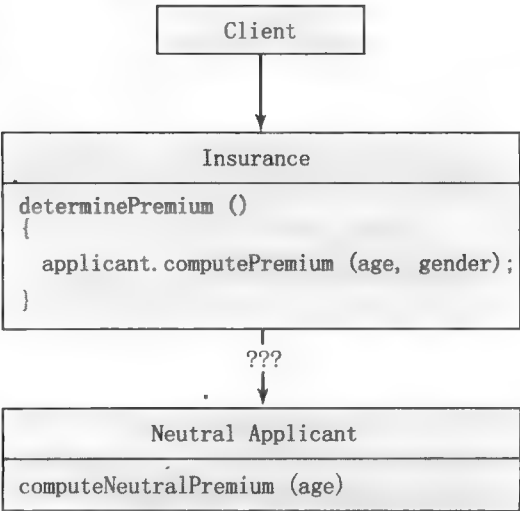 Client
Insurance
determinePremium ()
{
applicant.computePremium (age, gender);
}
???
Neutral Applicant
computeNeutralPremium (age)